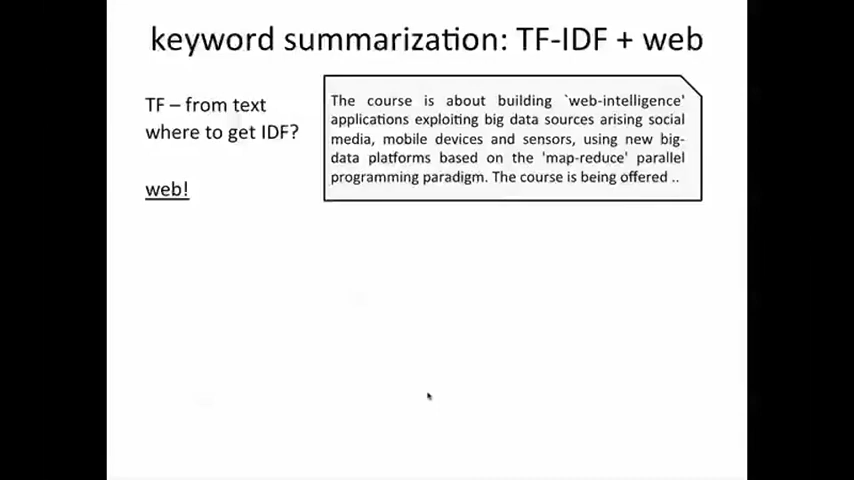 keyword summarization: TF-IDF + web
TF – from text
where to get IDF?
web!
The course is about building `web-intelligence'
applications exploiting big data sources arising social
media, mobile devices and sensors, using new big-
data platforms based on the 'map-reduce' parallel
programming paradigm. The course is being offered ..